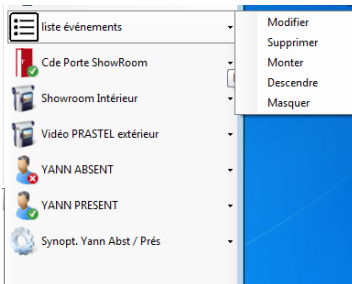 liste événements
Cde Porte ShowRoom
Showroom Intérieur
Vidéo PRASTEL extérieur
YANN ABSENT
YANN PRESENT
Synopt. Yann Abst / Prés
Modifier
Supprimer
Monter
Descendre
Masquer